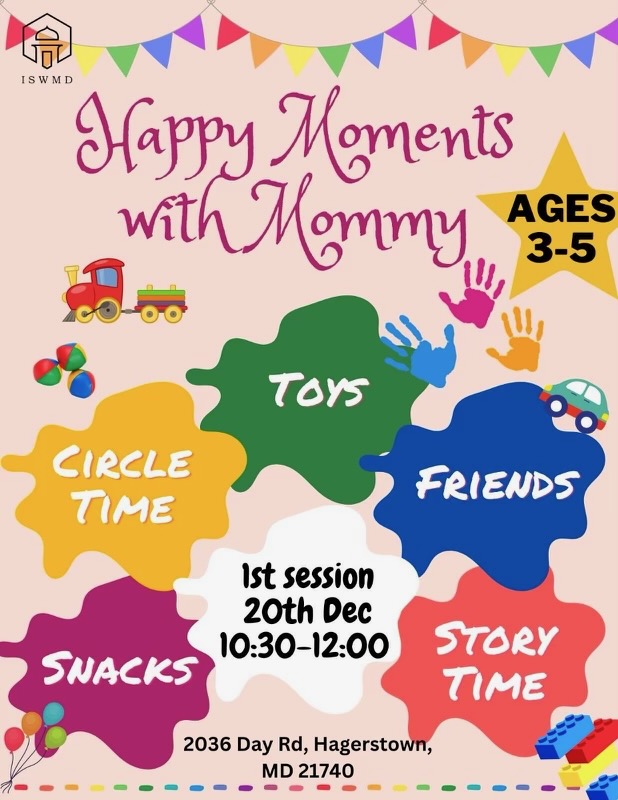 ISWMD
Happy Moments
with Mommy
AGES
3-5
TOYS
CIRCLE
TIME
FRIENDS
1st session
20th Dec
10:30-12:00
SNACKS
STORY
TIME
2036 Day Rd, Hagerstown,
MD 21740